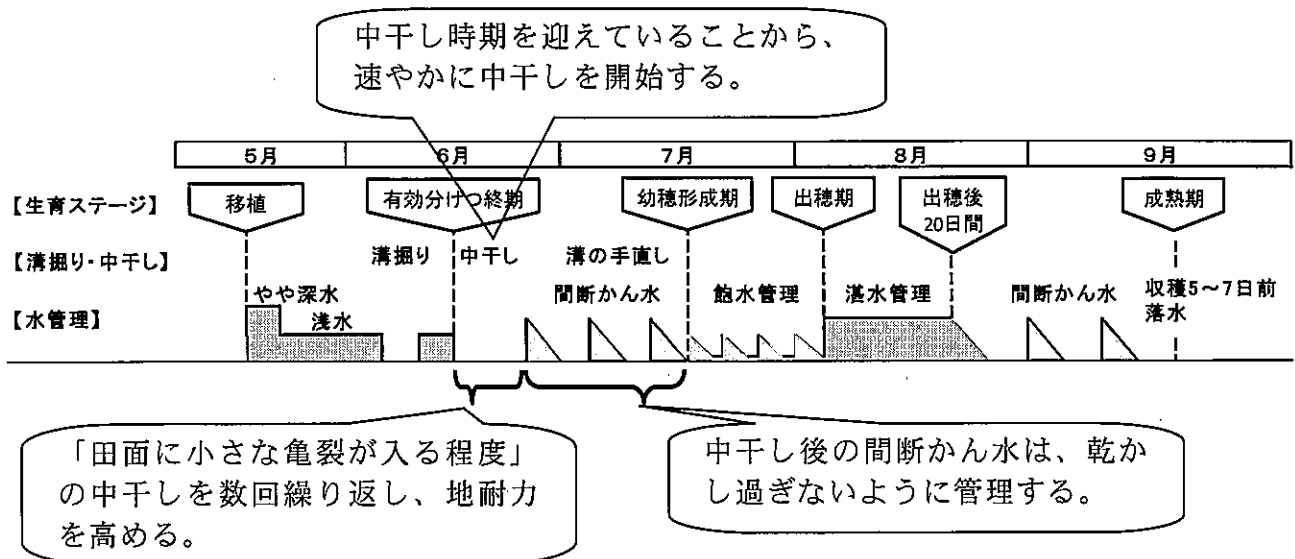 中干し時期を迎えていることから、
速やかに中干しを開始する。
5月 6月 7月 8月 9月
【生育ステージ】 移植 有効分げつ終期 幼穂形成期 出穂期 出穂後 成熟期
20日間
【溝掘り・中干し】 溝掘り 中干し 溝の手直し
やや深水 間断かん水 飽水管理 湛水管理 間断かん水 収穫5～7日前
【水管理】 浅水 落水
「田面に小さな亀裂が入る程度」
の中干しを数回繰り返し、地耐力
を高める。
中干し後の間断かん水は、乾か
し過ぎないように管理する。